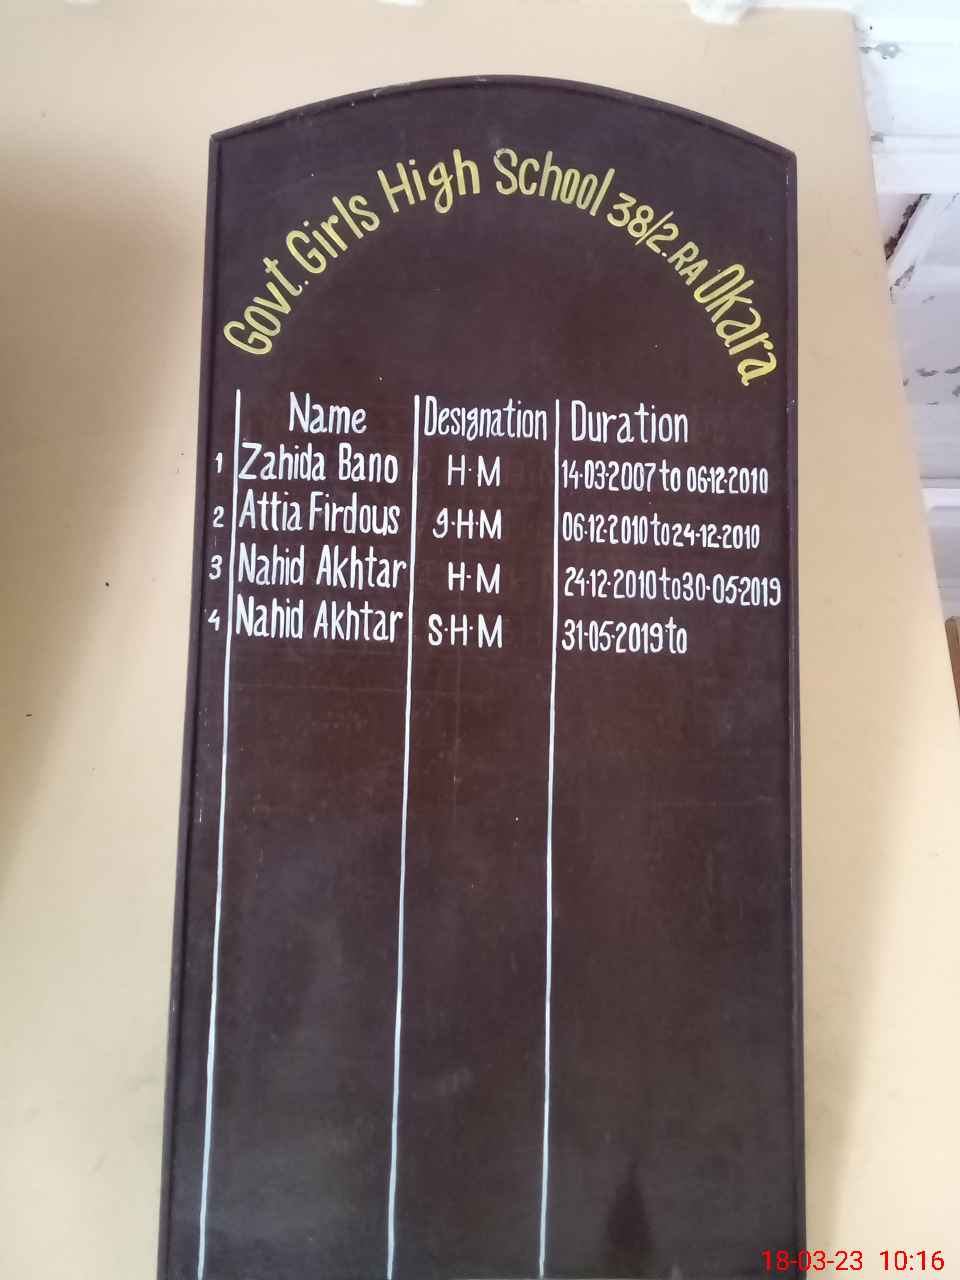 Govt. Girls High School 38/2.RA Okara
Name Designation Duration
1 Zahida Bano H·M 14·03·2007 to 06·12·2010
2 Attia Firdous g·H·M 06·12·2010 to 24-12-2010
3 Nahid Akhtar H·M 24·12·2010 to 30·05·2019
4 Nahid Akhtar S·H·M 31·05·2019 to
18-03-23 10:16